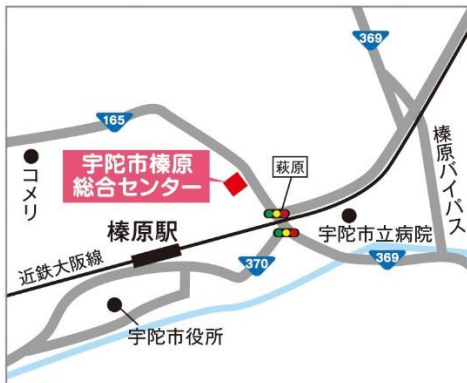 369
165
コメリ
宇陀市榛原
総合センター
萩原
榛原バイパス
榛原駅
宇陀市立病院
近鉄大阪線
370
369
宇陀市役所